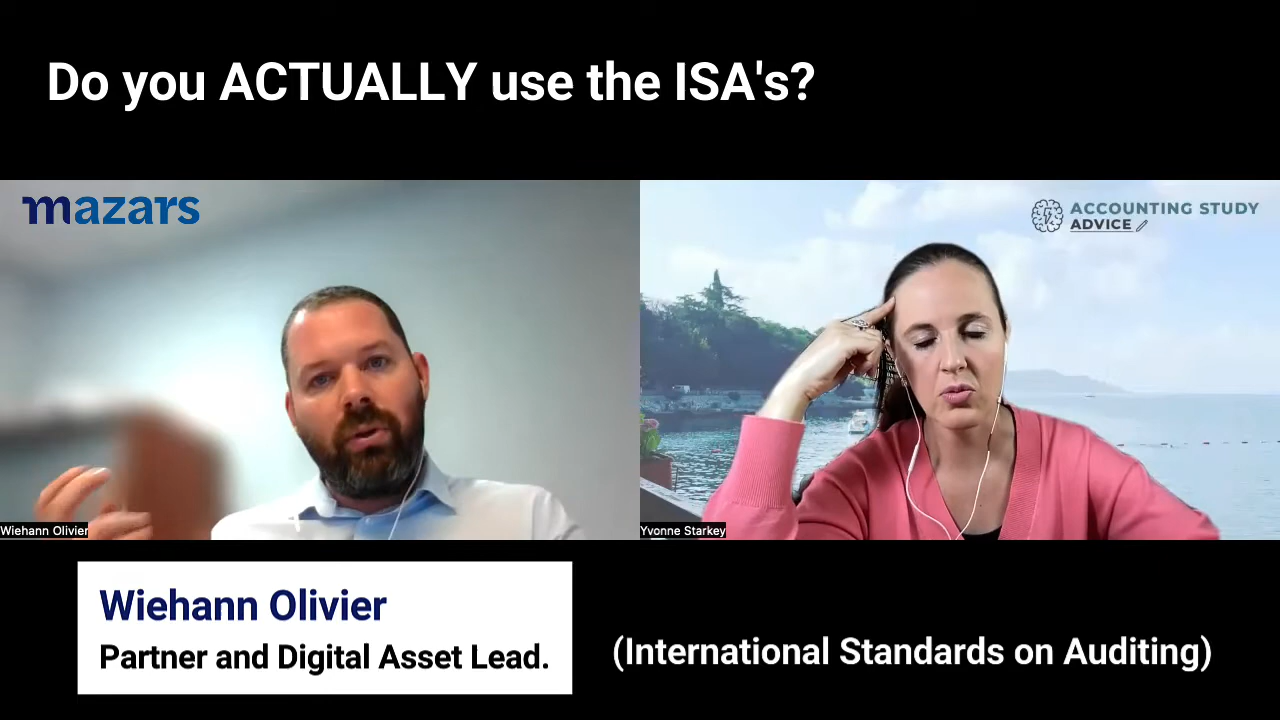 Do you ACTUALLY use the ISA's?
mazars
ACCOUNTING STUDY
ADVICE
Wiehann Olivier
Yvonne Starkey
Wiehann Olivier
Partner and Digital Asset Lead.
(International Standards on Auditing)